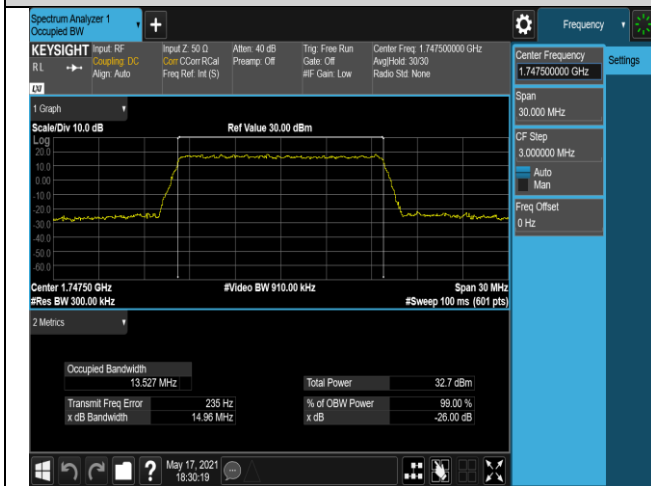 Spectrum Analyzer 1
Occupied BW
+
Frequency
KEYSIGHT Input: RF Input Z: 50 Ω Atten: 40 dB Trig: Free Run Center Freq: 1.747500000 GHz
RL Coupling: DC Corr CCorr RCal Preamp: Off Gate: Off Avg|Hold: 30/30
Align: Auto Freq Ref: Int (S) #IF Gain: Low Radio Std: None
LXI
Center Frequency
1.747500000 GHz
Settings
Span
30.000 MHz
CF Step
3.000000 MHz
Auto
Man
Freq Offset
0 Hz
1 Graph
Scale/Div 10.0 dB Ref Value 30.00 dBm
Log
20.0
10.0
0.00
-10.0
-20.0
-30.0
-40.0
-50.0
-60.0
Center 1.74750 GHz #Video BW 910.00 kHz Span 30 MHz
#Res BW 300.00 kHz #Sweep 100 ms (601 pts)
2 Metrics
Occupied Bandwidth
13.527 MHz Total Power 32.7 dBm
Transmit Freq Error 235 Hz % of OBW Power 99.00 %
x dB Bandwidth 14.96 MHz x dB -26.00 dB
? May 17, 2021
18:30:19